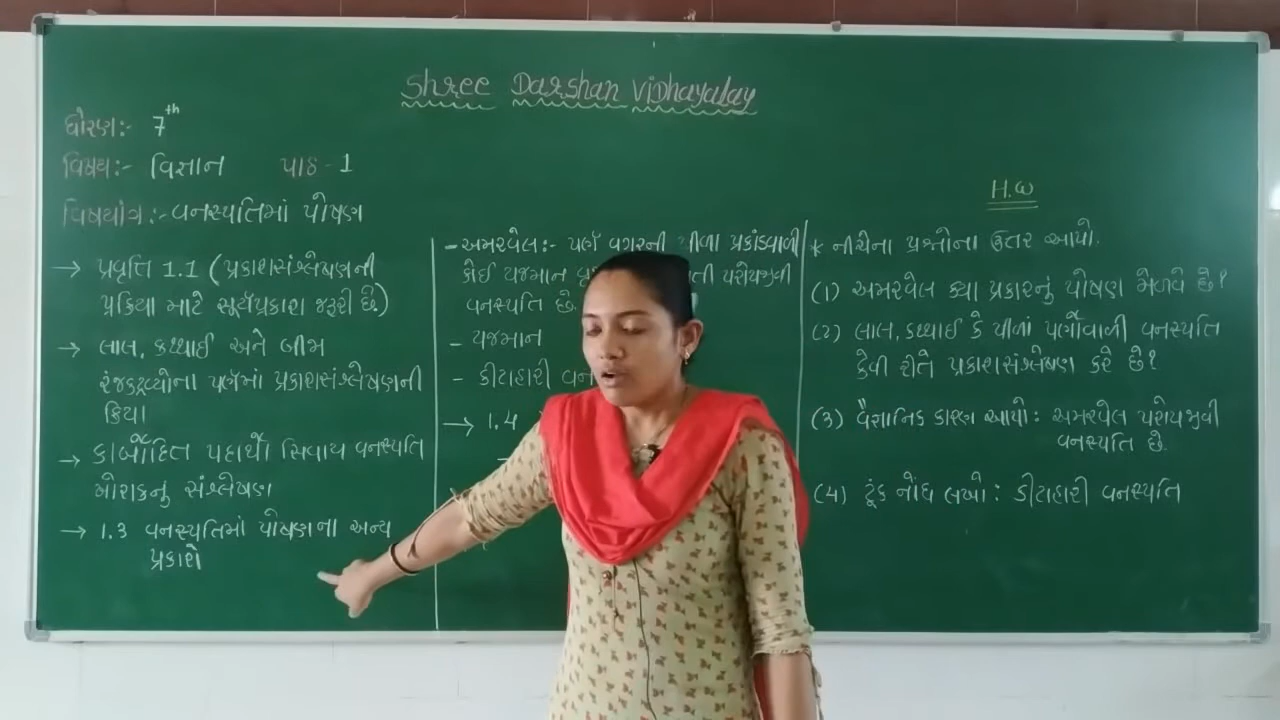 Shree Darshan Vidhayalay
ધોરણ:- 7th
વિષય:- વિજ્ઞાન પાઠ - 1
વિષયાંગ:- વનસ્પતિમાં પોષણ
→ પ્રવૃત્તિ 1.1 (પ્રકાશસંશ્લેષણની
પ્રક્રિયા માટે સૂર્યપ્રકાશ જરૂરી છે.)
→ લાલ, કથ્થાઈ અને બીમ
રંજકદ્રવ્યોના પર્ણમાં પ્રકાશસંશ્લેષણની
ક્રિયા
→ કાર્બોદિત પદાર્થો સિવાય વનસ્પતિ
ખોરાકનુ સંશ્લેષણ
→ 1.3 વનસ્પતિમાં પોષણના અન્ય
પ્રકારો
- અમરવેલ:- પર્ણ વગરની પીળા પ્રકાંડવાળી
કોઈ યજમાન પરોપજીવી
વનસ્પતિ છે.
- યજમાન
- કીટાહારી
→ 1.4
H.W
* નીચેના પ્રશ્નોના ઉતર આપો.
(1) અમરવેલ ક્યા પ્રકારનુ પોષણ મેળવે છે?
(2) લાલ, કથ્થાઈ કે પીળાં પર્ણોવાળી વનસ્પતિ
કેવી રીતે પ્રકાશસંશ્લેષણ કરે છે?
(3) વૈજ્ઞાનિક કારણ આપો: અમરવેલ પરોપજીવી
વનસ્પતિ છે.
(4) ટૂંક નોંધ લખો: કીટાહારી વનસ્પતિ